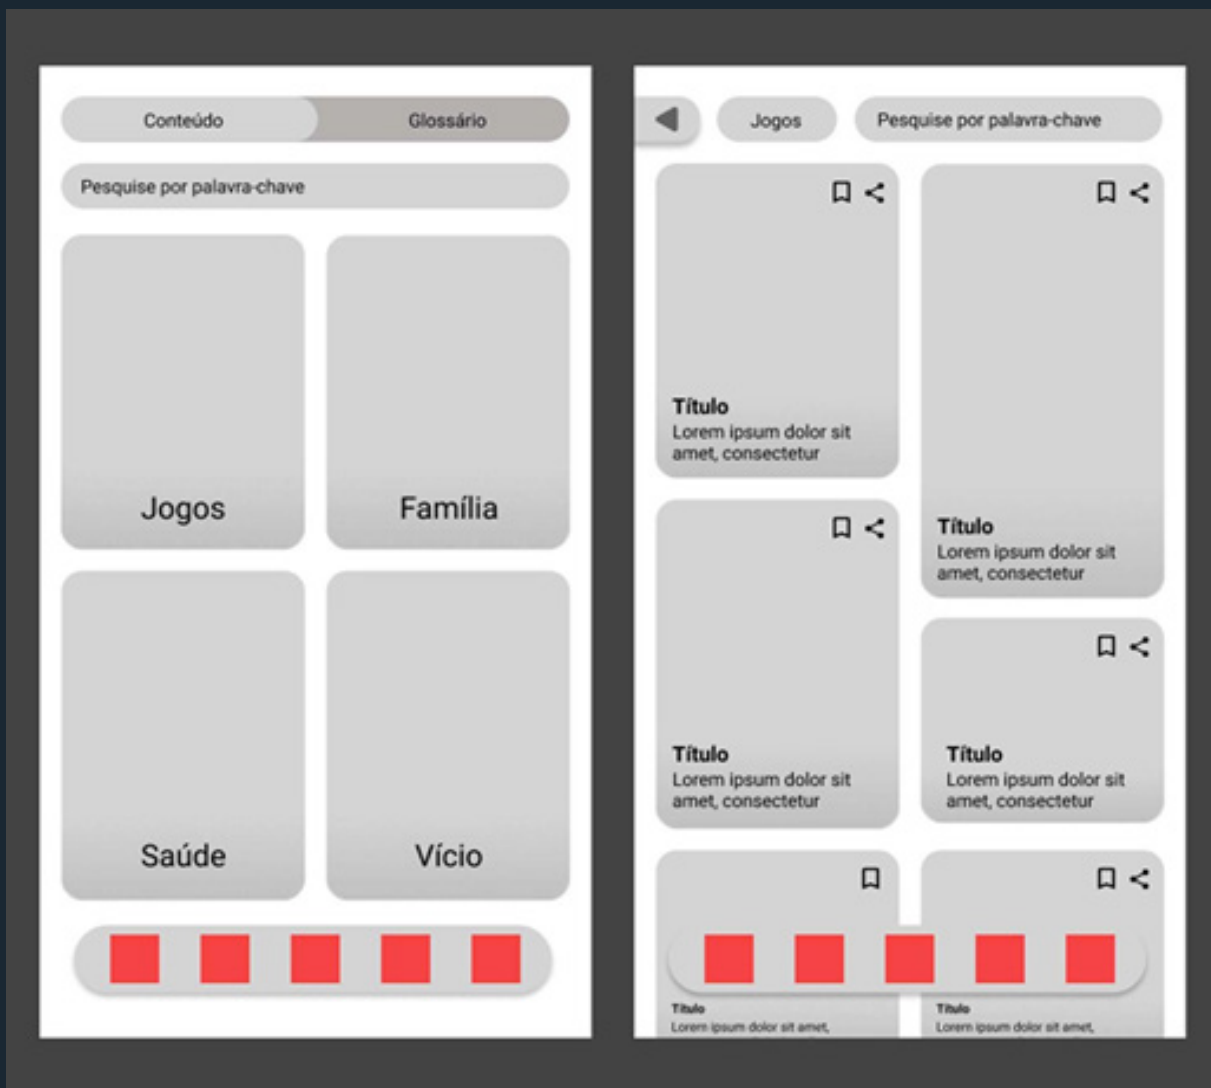 Conteúdo
Glossário
Pesquise por palavra-chave
Jogos
Família
Saúde
Vício
Jogos
Pesquise por palavra-chave
Título
Lorem ipsum dolor sit
amet, consectetur
Título
Lorem ipsum dolor sit
amet, consectetur
Título
Lorem ipsum dolor sit
amet, consectetur
Título
Lorem ipsum dolor sit
amet, consectetur
Título
Lorem ipsum dolor sit amet,
Título
Lorem ipsum dolor sit amet,